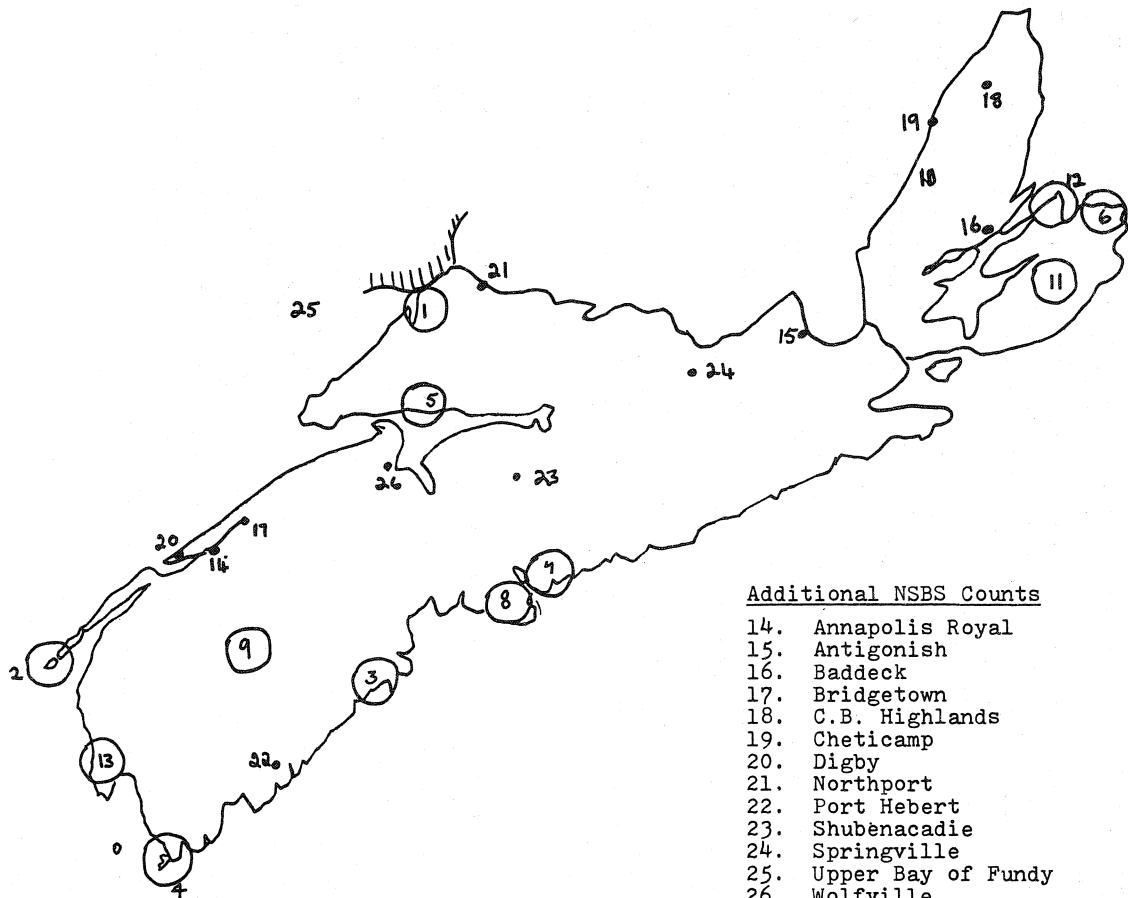 18
19
10
12
16
6
21
11
25
1
15
24
5
26
23
17
20
14
7
8
9
2
3
13
22
4
Additional NSBS Counts
14. Annapolis Royal
15. Antigonish
16. Baddeck
17. Bridgetown
18. C.B. Highlands
19. Cheticamp
20. Digby
21. Northport
22. Port Hebert
23. Shubenacadie
24. Springville
25. Upper Bay of Fundy
26. Wolfville